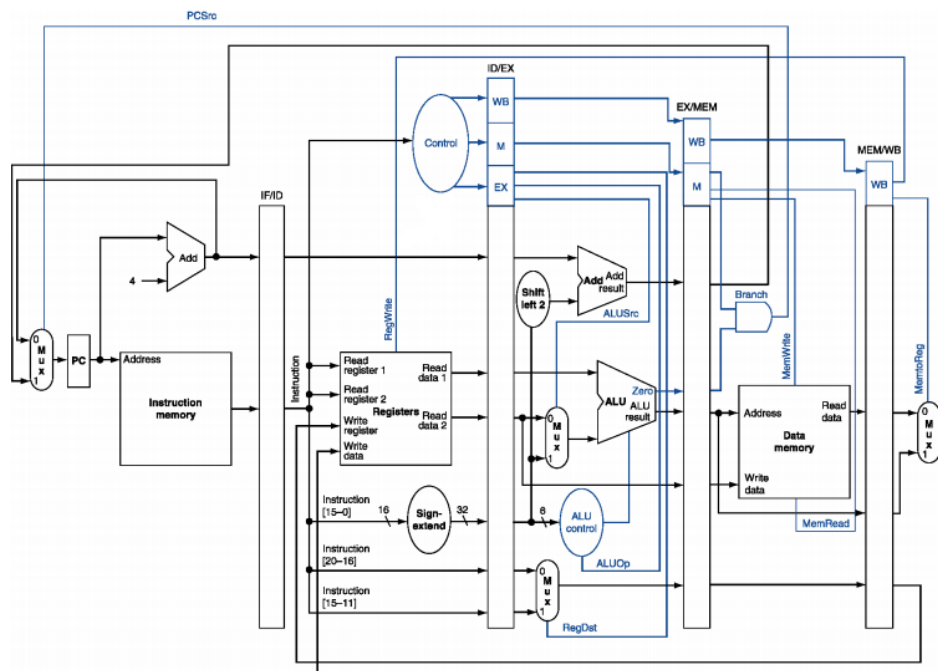 PCSrc
ID/EX
WB
EX/MEM
Control
M
WB
MEM/WB
EX
M
WB
IF/ID
Add
4
Add
Add
result
Shift
left 2
Branch
ALUSrc
RegWrite
MemWrite
MemtoReg
0
M
u
x
1
PC
Address
Instruction
memory
Instruction
Read
register 1
Read
data 1
Read
register 2
Registers
Read
data 2
Write
register
Write
data
0
M
u
x
1
Zero
ALU
ALU
result
Address
Read
data
Data
memory
Write
data
MemRead
0
M
u
x
1
Instruction
[15–0]
16
Sign-
extend
32
6
ALU
control
ALUOp
Instruction
[20–16]
Instruction
[15–11]
0
M
u
x
1
RegDst